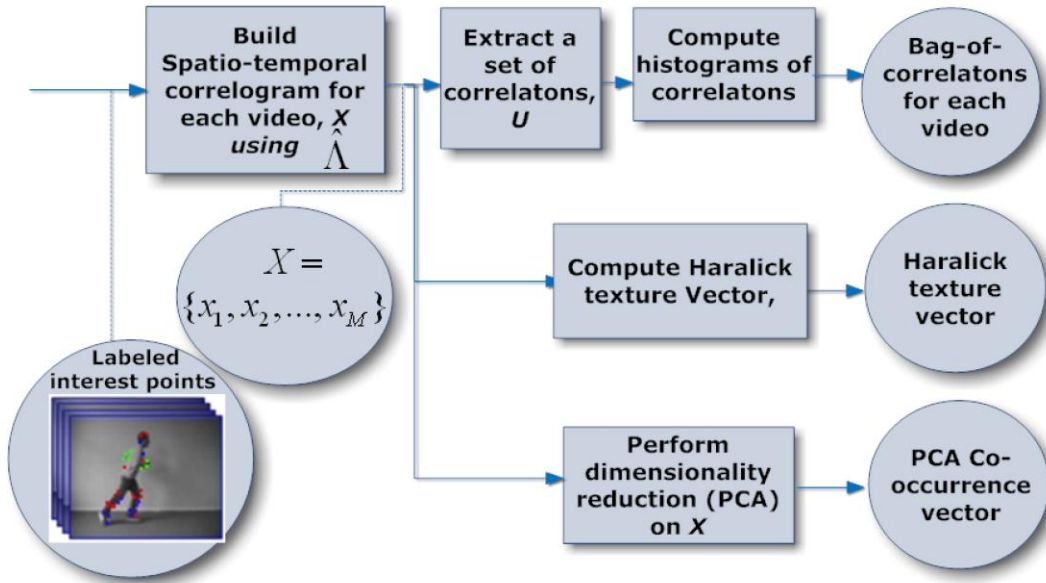 Build
Spatio-temporal
correlogram for
each video, X
using Λ̂
Extract a
set of
correlatons,
U
Compute
histograms of
correlatons
Bag-of-
correlatons
for each
video
X =
{x₁, x₂, ..., x_M}
Compute Haralick
texture Vector,
Haralick
texture
vector
Labeled
interest points
Perform
dimensionality
reduction (PCA)
on X
PCA Co-
occurrence
vector